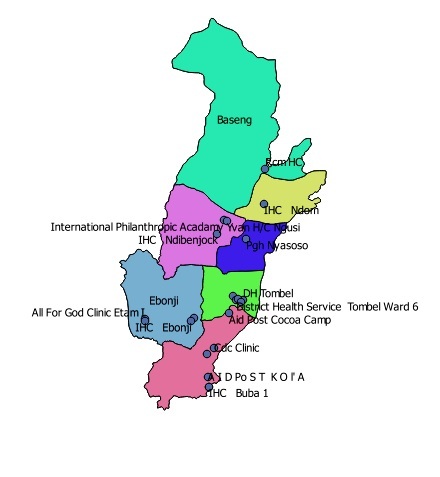 Baseng
Rcm HC
IHC Ndom
International Philanthropic Acadamy Yvan H/C Ngusi
IHC Ndibenjock
Pgh Nyasoso
DH Tombel
Ebonji
District Health Service Tombel Ward 6
All For God Clinic Etam I
Aid Post Cocoa Camp
IHC Ebonji
Cdc Clinic
A I D Po S T K O l' A
IHC Buba 1